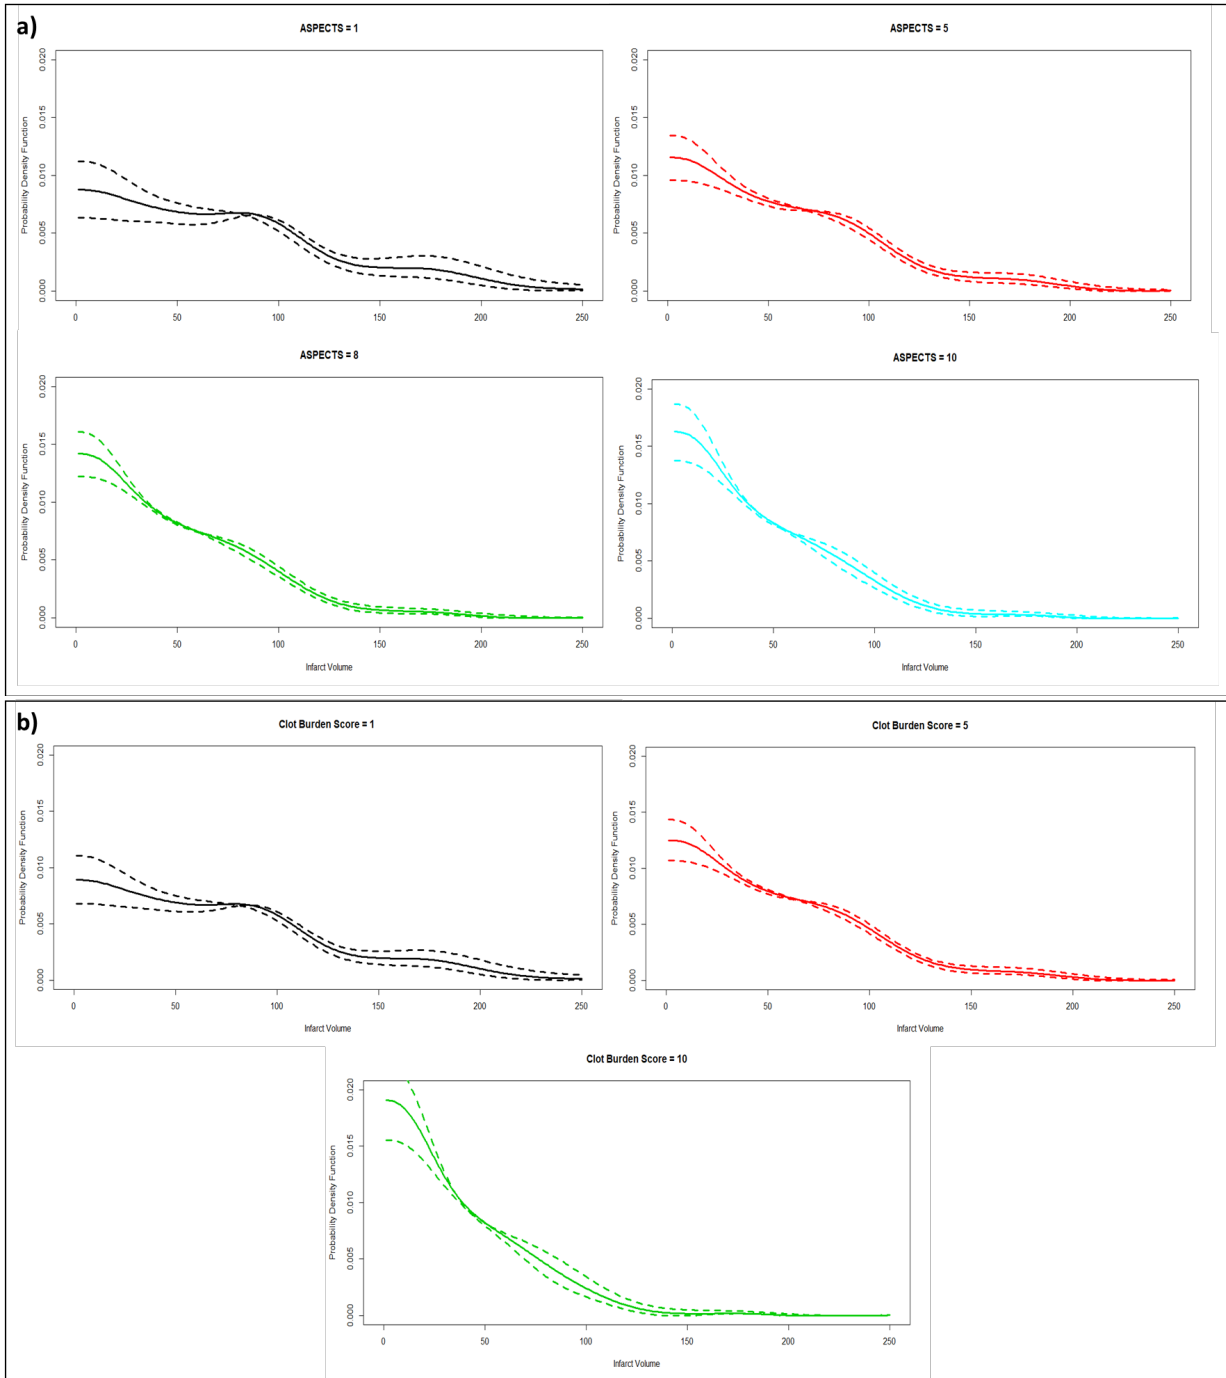 a)
ASPECTS = 1
Probability Density Function
0.000 0.005 0.010 0.015 0.020
0 50 100 150 200 250
ASPECTS = 5
Probability Density Function
0.000 0.005 0.010 0.015 0.020
0 50 100 150 200 250
ASPECTS = 8
Probability Density Function
0.000 0.005 0.010 0.015 0.020
0 50 100 150 200 250
Infarct Volume
ASPECTS = 10
Probability Density Function
0.000 0.005 0.010 0.015 0.020
0 50 100 150 200 250
Infarct Volume
b)
Clot Burden Score = 1
Probability Density Function
0.000 0.005 0.010 0.015 0.020
0 50 100 150 200 250
Infarct Volume
Clot Burden Score = 5
Probability Density Function
0.000 0.005 0.010 0.015 0.020
0 50 100 150 200 250
Infarct Volume
Clot Burden Score = 10
Probability Density Function
0.000 0.005 0.010 0.015 0.020
0 50 100 150 200 250
Infarct Volume